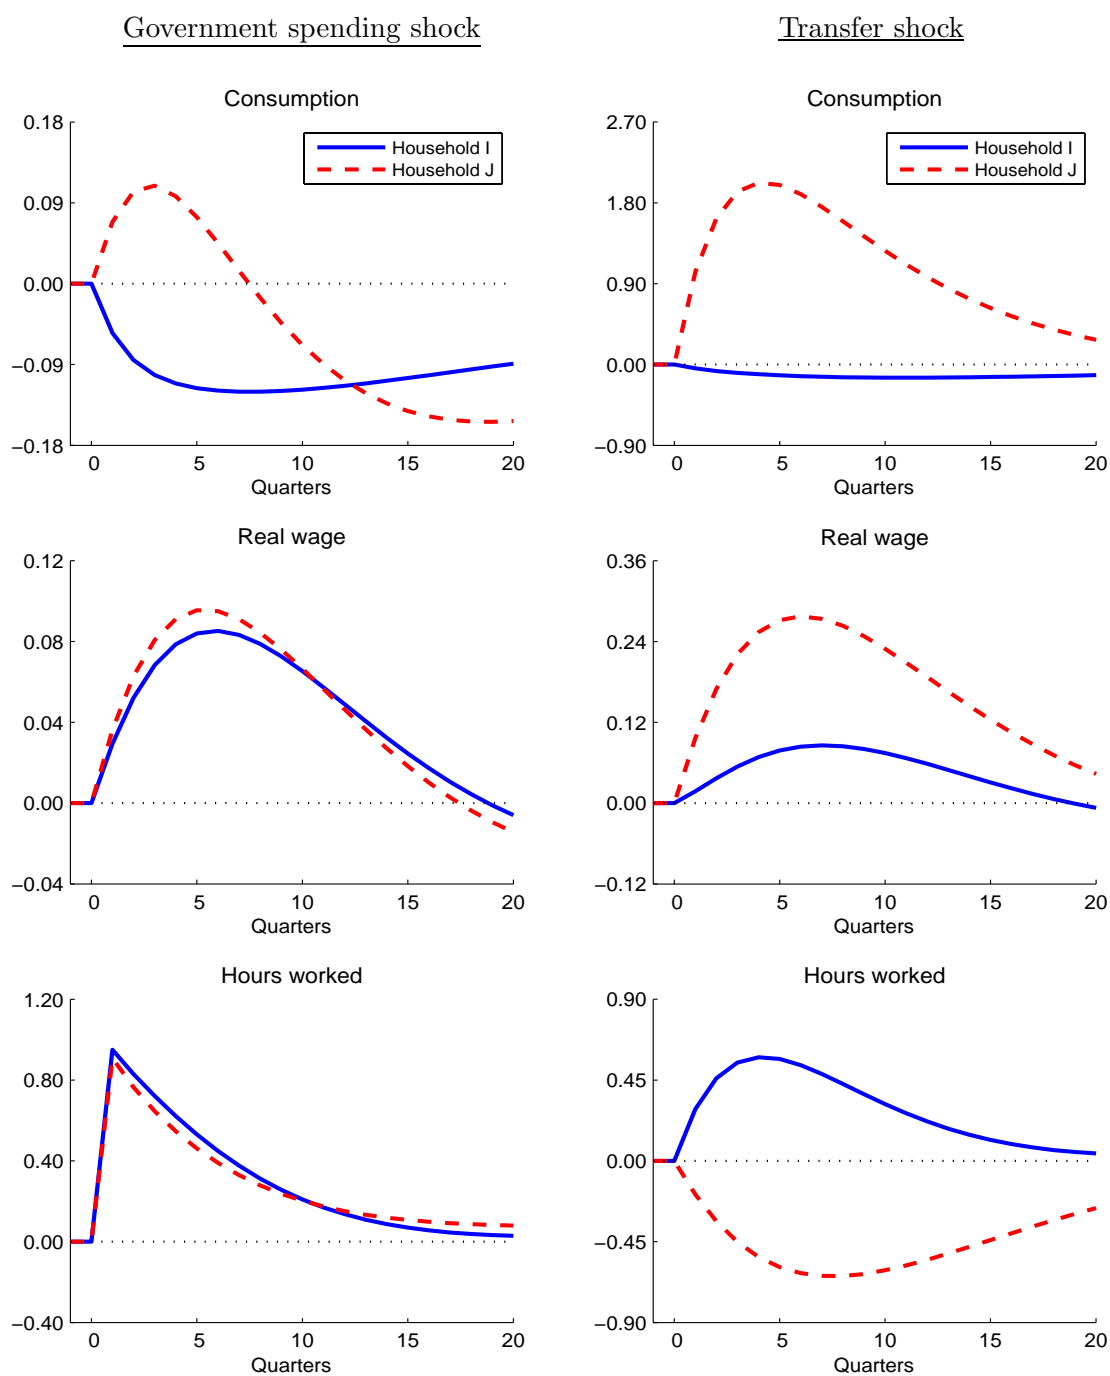 Government spending shock
Transfer shock
Consumption
0.18
0.09
0.00
−0.09
−0.18
Household I
Household J
0 5 10 15 20
Quarters
Consumption
2.70
1.80
0.90
0.00
−0.90
Household I
Household J
0 5 10 15 20
Quarters
Real wage
0.12
0.08
0.04
0.00
−0.04
0 5 10 15 20
Quarters
Real wage
0.36
0.24
0.12
0.00
−0.12
0 5 10 15 20
Quarters
Hours worked
1.20
0.80
0.40
0.00
−0.40
0 5 10 15 20
Quarters
Hours worked
0.90
0.45
0.00
−0.45
−0.90
0 5 10 15 20
Quarters